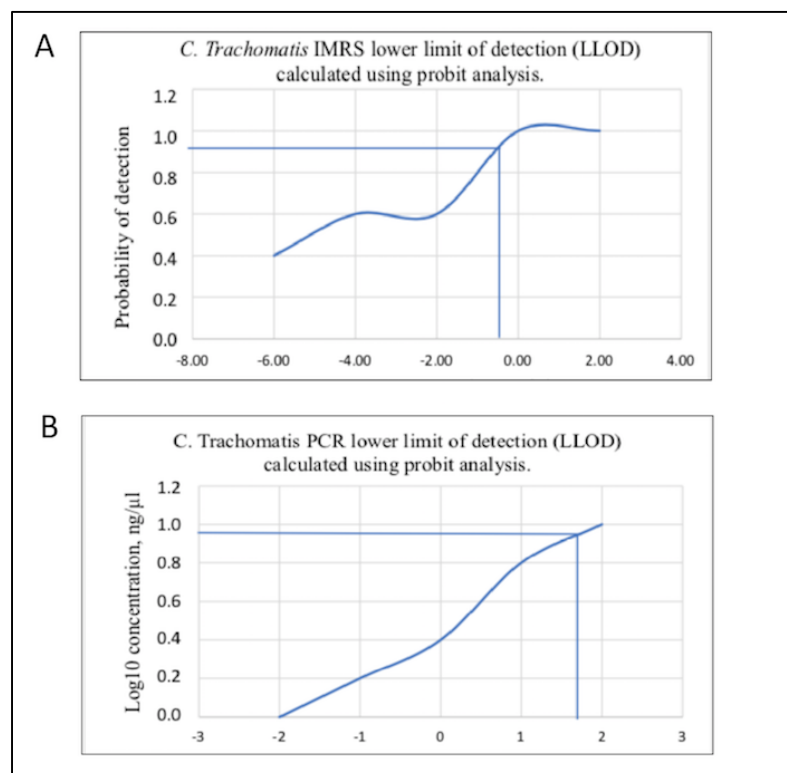 A
C. Trachomatis IMRS lower limit of detection (LLOD)
calculated using probit analysis.
Probability of detection
1.2
1.0
0.8
0.6
0.4
0.2
0.0
-8.00 -6.00 -4.00 -2.00 0.00 2.00 4.00
B
C. Trachomatis PCR lower limit of detection (LLOD)
calculated using probit analysis.
Log10 concentration, ng/μl
1.2
1.0
0.8
0.6
0.4
0.2
0.0
-3 -2 -1 0 1 2 3